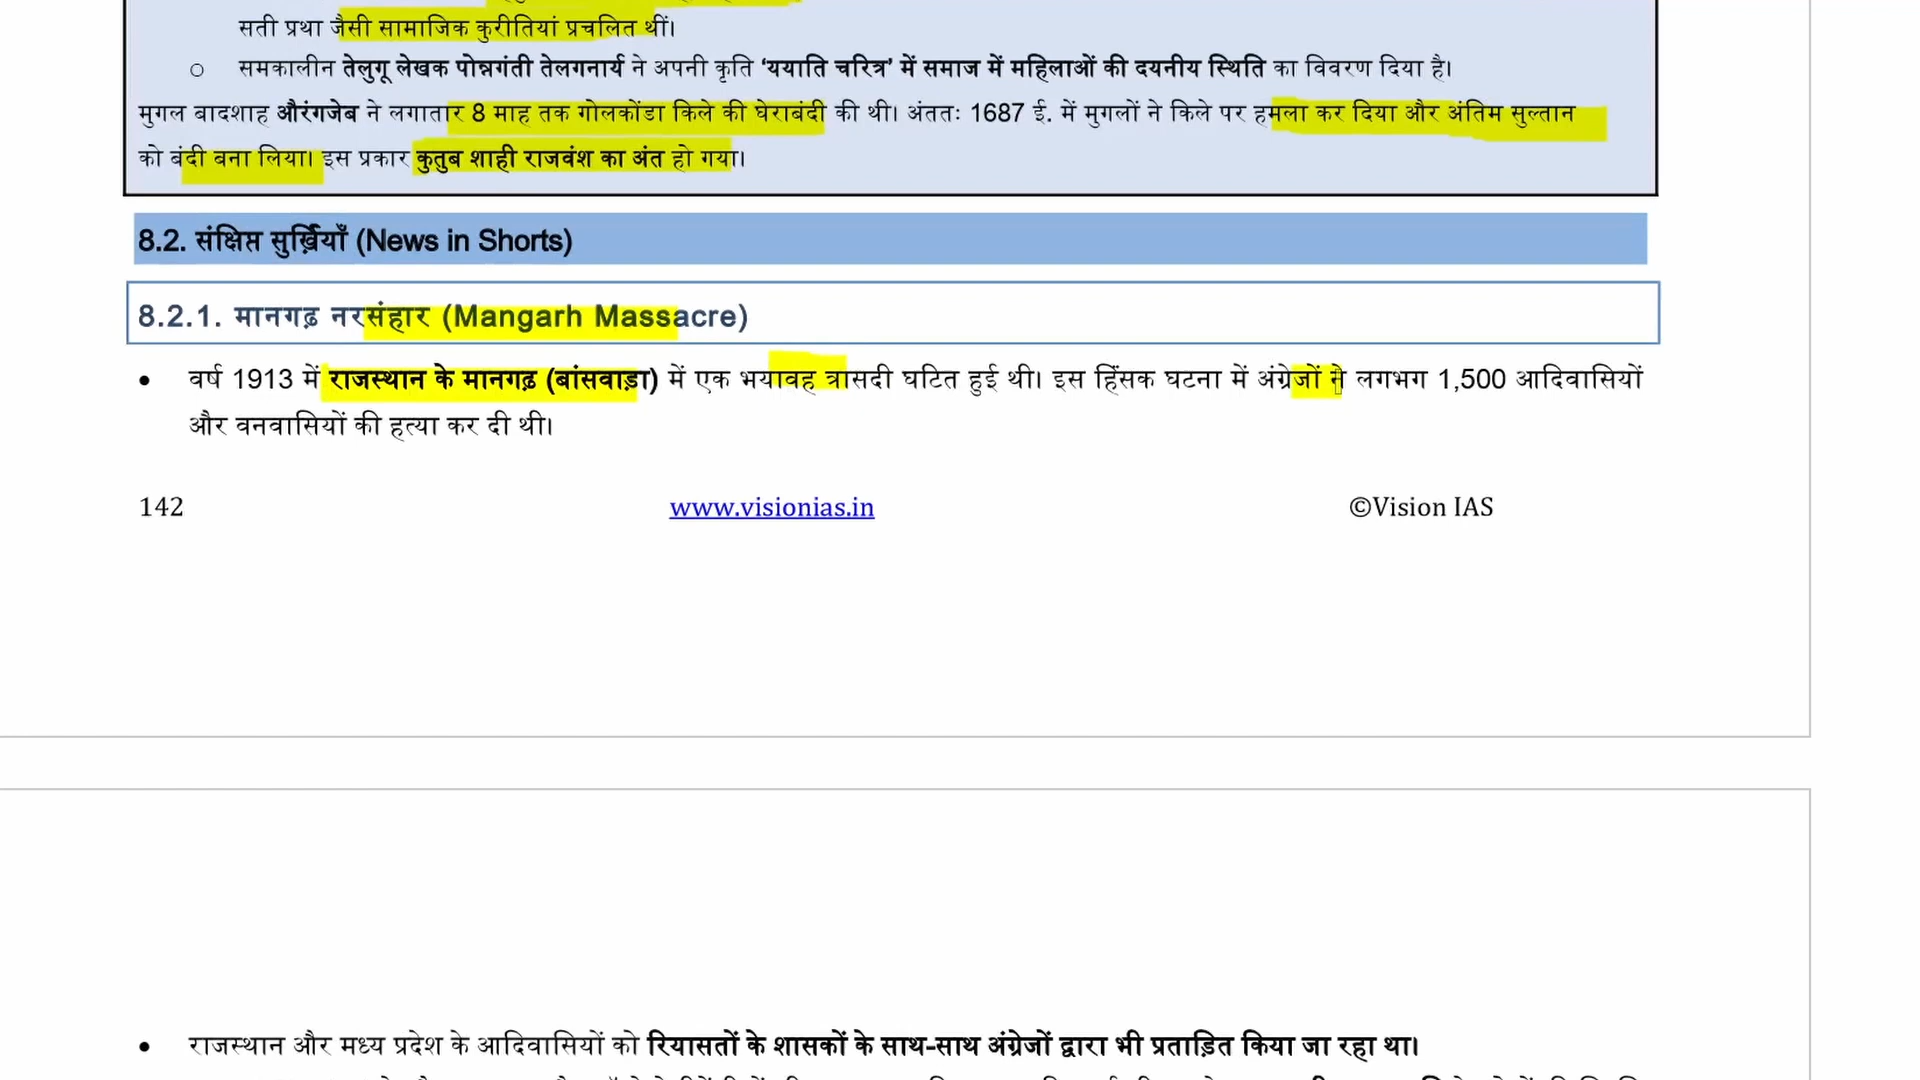 सती प्रथा जैसी सामाजिक कुरीतियां प्रचलित थीं।
○ समकालीन तेलुगू लेखक पोन्नगंती तेलगनार्य ने अपनी कृति ‘ययाति चरित्र’ में समाज में महिलाओं की दयनीय स्थिति का विवरण दिया है।
मुगल बादशाह औरंगजेब ने लगातार 8 माह तक गोलकोंडा किले की घेराबंदी की थी। अंततः 1687 ई. में मुगलों ने किले पर हमला कर दिया और अंतिम सुल्तान
को बंदी बना लिया। इस प्रकार कुतुब शाही राजवंश का अंत हो गया।
8.2. संक्षिप्त सुर्ख़ियाँ (News in Shorts)
8.2.1. मानगढ़ नरसंहार (Mangarh Massacre)
• वर्ष 1913 में राजस्थान के मानगढ़ (बांसवाड़ा) में एक भयावह त्रासदी घटित हुई थी। इस हिंसक घटना में अंग्रेजों ने लगभग 1,500 आदिवासियों
और वनवासियों की हत्या कर दी थी।
142 www.visionias.in ©Vision IAS
• राजस्थान और मध्य प्रदेश के आदिवासियों को रियासतों के शासकों के साथ-साथ अंग्रेजों द्वारा भी प्रताड़ित किया जा रहा था।